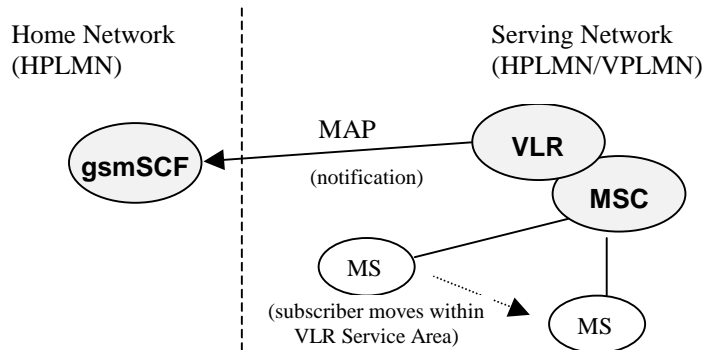 Home Network
(HPLMN)
Serving Network
(HPLMN/VPLMN)
MAP
VLR
gsmSCF
(notification)
MSC
MS
(subscriber moves within
VLR Service Area)
MS